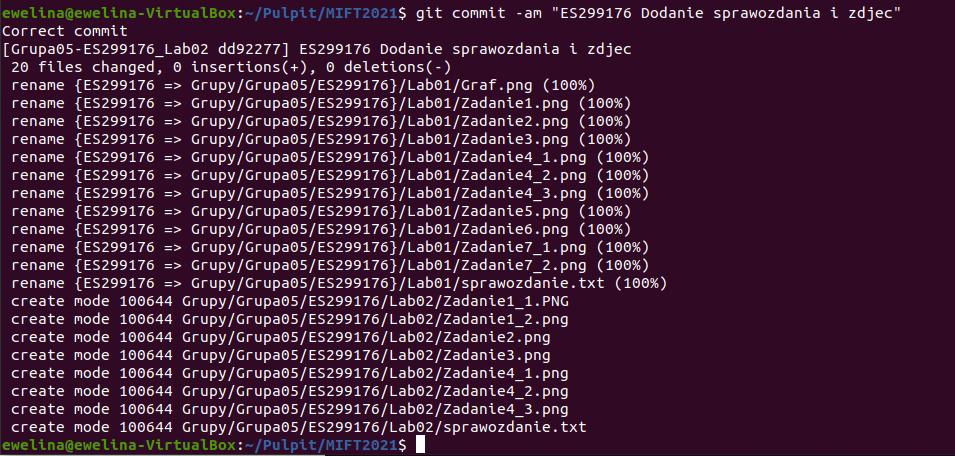 ewelina@ewelina-VirtualBox:~/Pulpit/MIFT2021$ git commit -am "ES299176 Dodanie sprawozdania i zdjec"
Correct commit
[Grupa05-ES299176_Lab02 dd92277] ES299176 Dodanie sprawozdania i zdjec
 20 files changed, 0 insertions(+), 0 deletions(-)
 rename {ES299176 => Grupy/Grupa05/ES299176}/Lab01/Graf.png (100%)
 rename {ES299176 => Grupy/Grupa05/ES299176}/Lab01/Zadanie1.png (100%)
 rename {ES299176 => Grupy/Grupa05/ES299176}/Lab01/Zadanie2.png (100%)
 rename {ES299176 => Grupy/Grupa05/ES299176}/Lab01/Zadanie3.png (100%)
 rename {ES299176 => Grupy/Grupa05/ES299176}/Lab01/Zadanie4_1.png (100%)
 rename {ES299176 => Grupy/Grupa05/ES299176}/Lab01/Zadanie4_2.png (100%)
 rename {ES299176 => Grupy/Grupa05/ES299176}/Lab01/Zadanie4_3.png (100%)
 rename {ES299176 => Grupy/Grupa05/ES299176}/Lab01/Zadanie5.png (100%)
 rename {ES299176 => Grupy/Grupa05/ES299176}/Lab01/Zadanie6.png (100%)
 rename {ES299176 => Grupy/Grupa05/ES299176}/Lab01/Zadanie7_1.png (100%)
 rename {ES299176 => Grupy/Grupa05/ES299176}/Lab01/Zadanie7_2.png (100%)
 rename {ES299176 => Grupy/Grupa05/ES299176}/Lab01/sprawozdanie.txt (100%)
 create mode 100644 Grupy/Grupa05/ES299176/Lab02/Zadanie1_1.PNG
 create mode 100644 Grupy/Grupa05/ES299176/Lab02/Zadanie1_2.png
 create mode 100644 Grupy/Grupa05/ES299176/Lab02/Zadanie2.png
 create mode 100644 Grupy/Grupa05/ES299176/Lab02/Zadanie3.png
 create mode 100644 Grupy/Grupa05/ES299176/Lab02/Zadanie4_1.png
 create mode 100644 Grupy/Grupa05/ES299176/Lab02/Zadanie4_2.png
 create mode 100644 Grupy/Grupa05/ES299176/Lab02/Zadanie4_3.png
 create mode 100644 Grupy/Grupa05/ES299176/Lab02/sprawozdanie.txt
ewelina@ewelina-VirtualBox:~/Pulpit/MIFT2021$